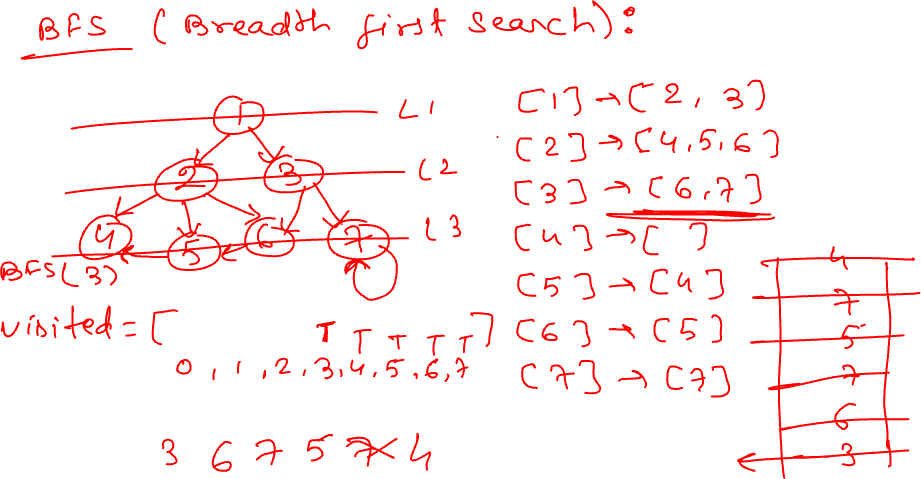 BFS (Breadth first search):
1 L1
2 3 L2
4 5 6 7 L3
BFS(3)
visited = [ T T T T T ]
0, 1, 2, 3, 4, 5, 6, 7
3 6 7 5 7 4
[1] → [2, 3]
[2] → [4, 5, 6]
[3] → [6, 7]
[4] → [ ]
[5] → [4]
[6] → [5]
[7] → [7]
4
7
5
7
6
3